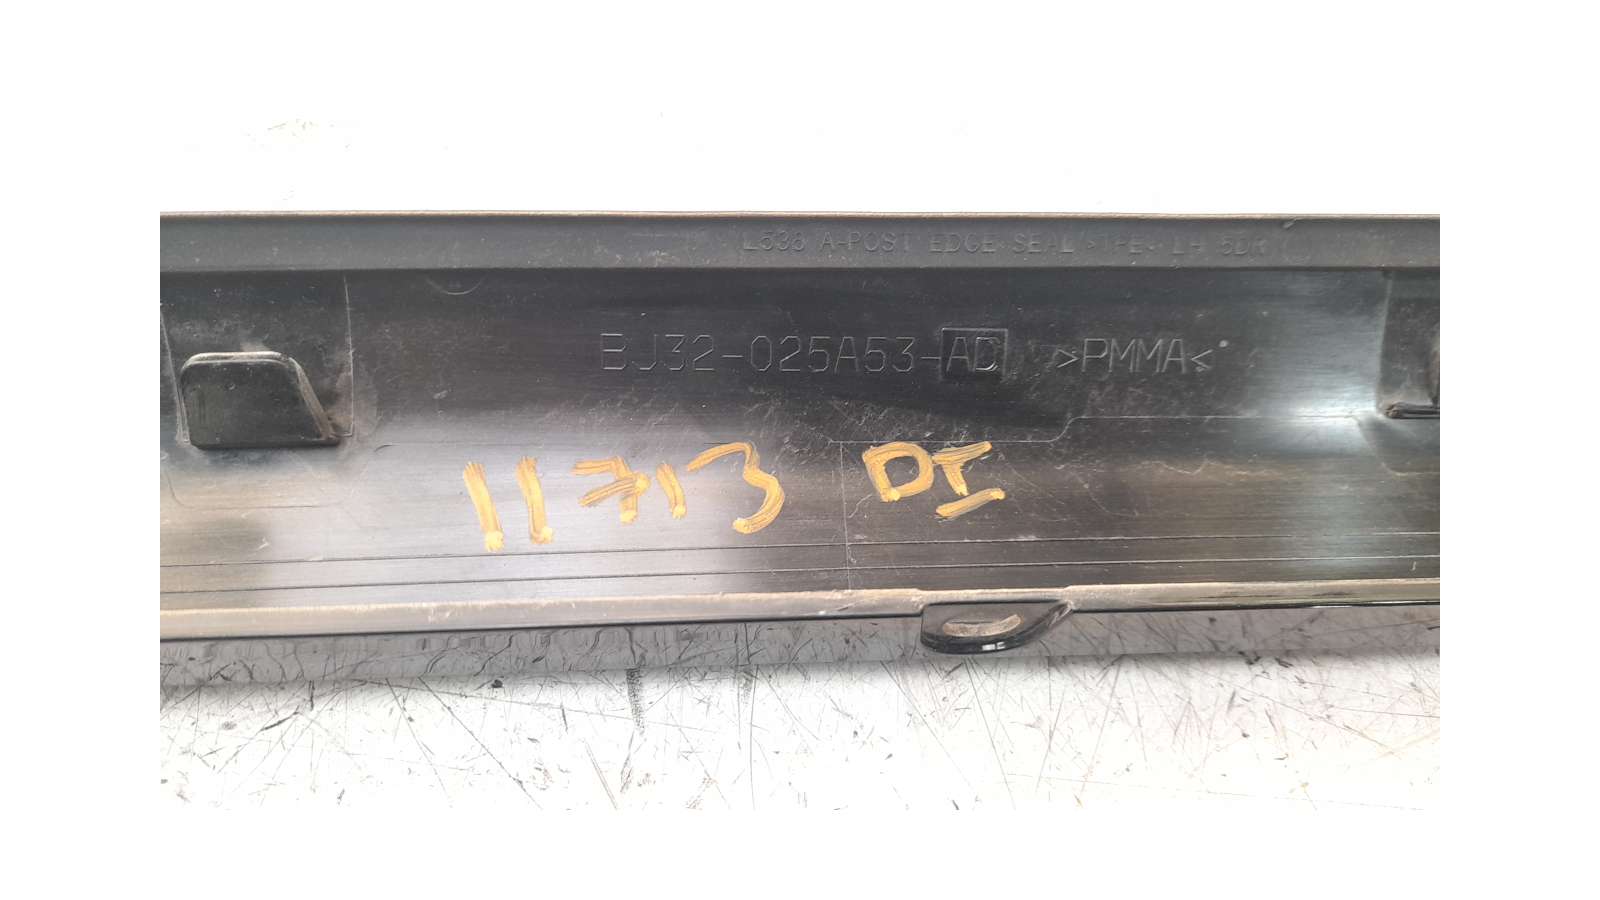 L538 A-POST EDGE SEAL >TPE< LH 5DR
BJ32-025A53-AD >PMMA<
11713 DI